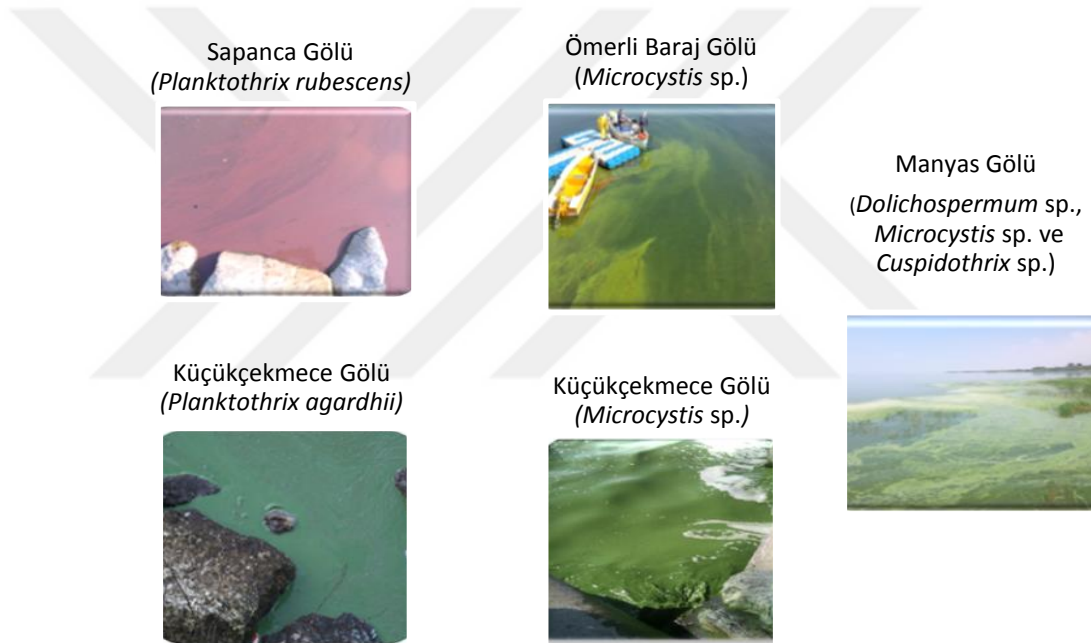 Sapanca Gölü
(Planktothrix rubescens)
Ömerli Baraj Gölü
(Microcystis sp.)
Manyas Gölü
(Dolichospermum sp.,
Microcystis sp. ve
Cuspidothrix sp.)
Küçükçekmece Gölü
(Planktothrix agardhii)
Küçükçekmece Gölü
(Microcystis sp.)